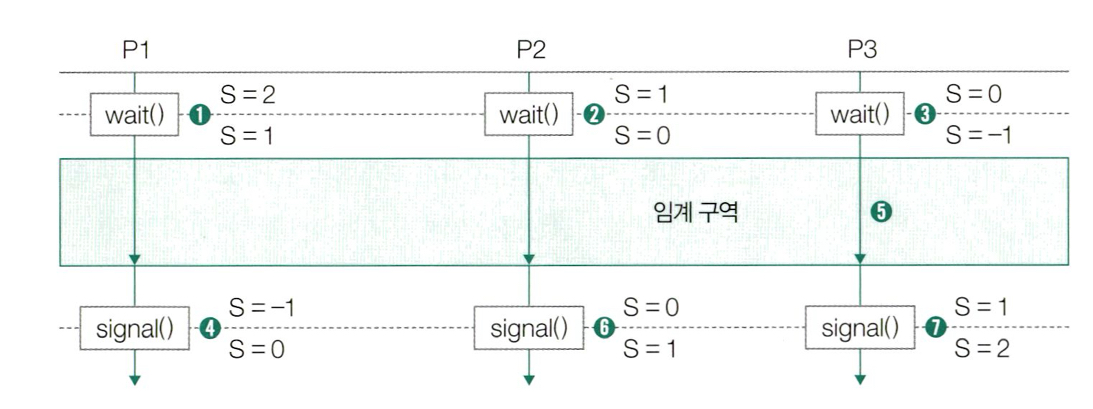 P1 P2 P3
wait() ❶ S=2 wait() ❷ S=1 wait() ❸ S=0
S=1 S=0 S=-1
임계 구역 ❺
signal() ❹ S=-1 signal() ❻ S=0 signal() ❼ S=1
S=0 S=1 S=2